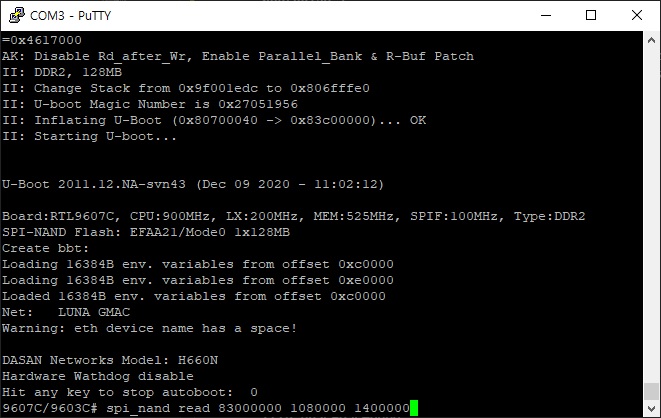 COM3 - PuTTY
=0x4617000
AK: Disable Rd_after_Wr, Enable Parallel_Bank & R-Buf Patch
II: DDR2, 128MB
II: Change Stack from 0x9f001edc to 0x806fffe0
II: U-boot Magic Number is 0x27051956
II: Inflating U-Boot (0x80700040 -> 0x83c00000)... OK
II: Starting U-boot...
U-Boot 2011.12.NA-svn43 (Dec 09 2020 - 11:02:12)
Board:RTL9607C, CPU:900MHz, LX:200MHz, MEM:525MHz, SPIF:100MHz, Type:DDR2
SPI-NAND Flash: EFAA21/Mode0 1x128MB
Create bbt:
Loading 16384B env. variables from offset 0xc0000
Loading 16384B env. variables from offset 0xe0000
Loaded 16384B env. variables from offset 0xc0000
Net:   LUNA GMAC
Warning: eth device name has a space!
DASAN Networks Model: H660N
Hardware Wathdog disable
Hit any key to stop autoboot:  0
9607C/9603C# spi_nand read 83000000 1080000 1400000